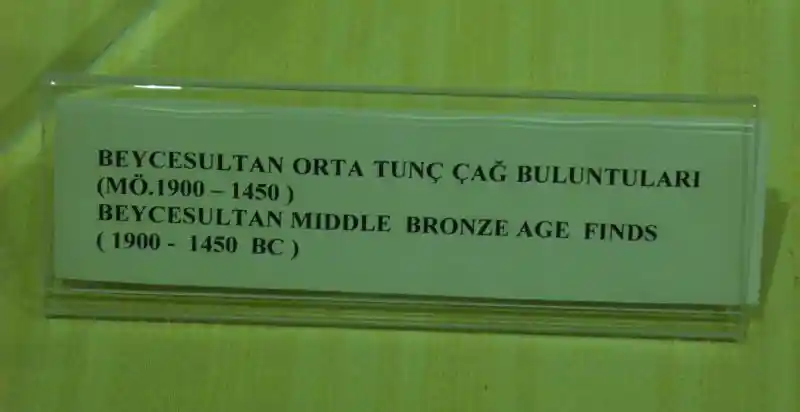 BEYCESULTAN ORTA TUNÇ ÇAĞ BULUNTULARI
(MÖ.1900 – 1450 )
BEYCESULTAN MIDDLE BRONZE AGE FINDS
( 1900 - 1450 BC )